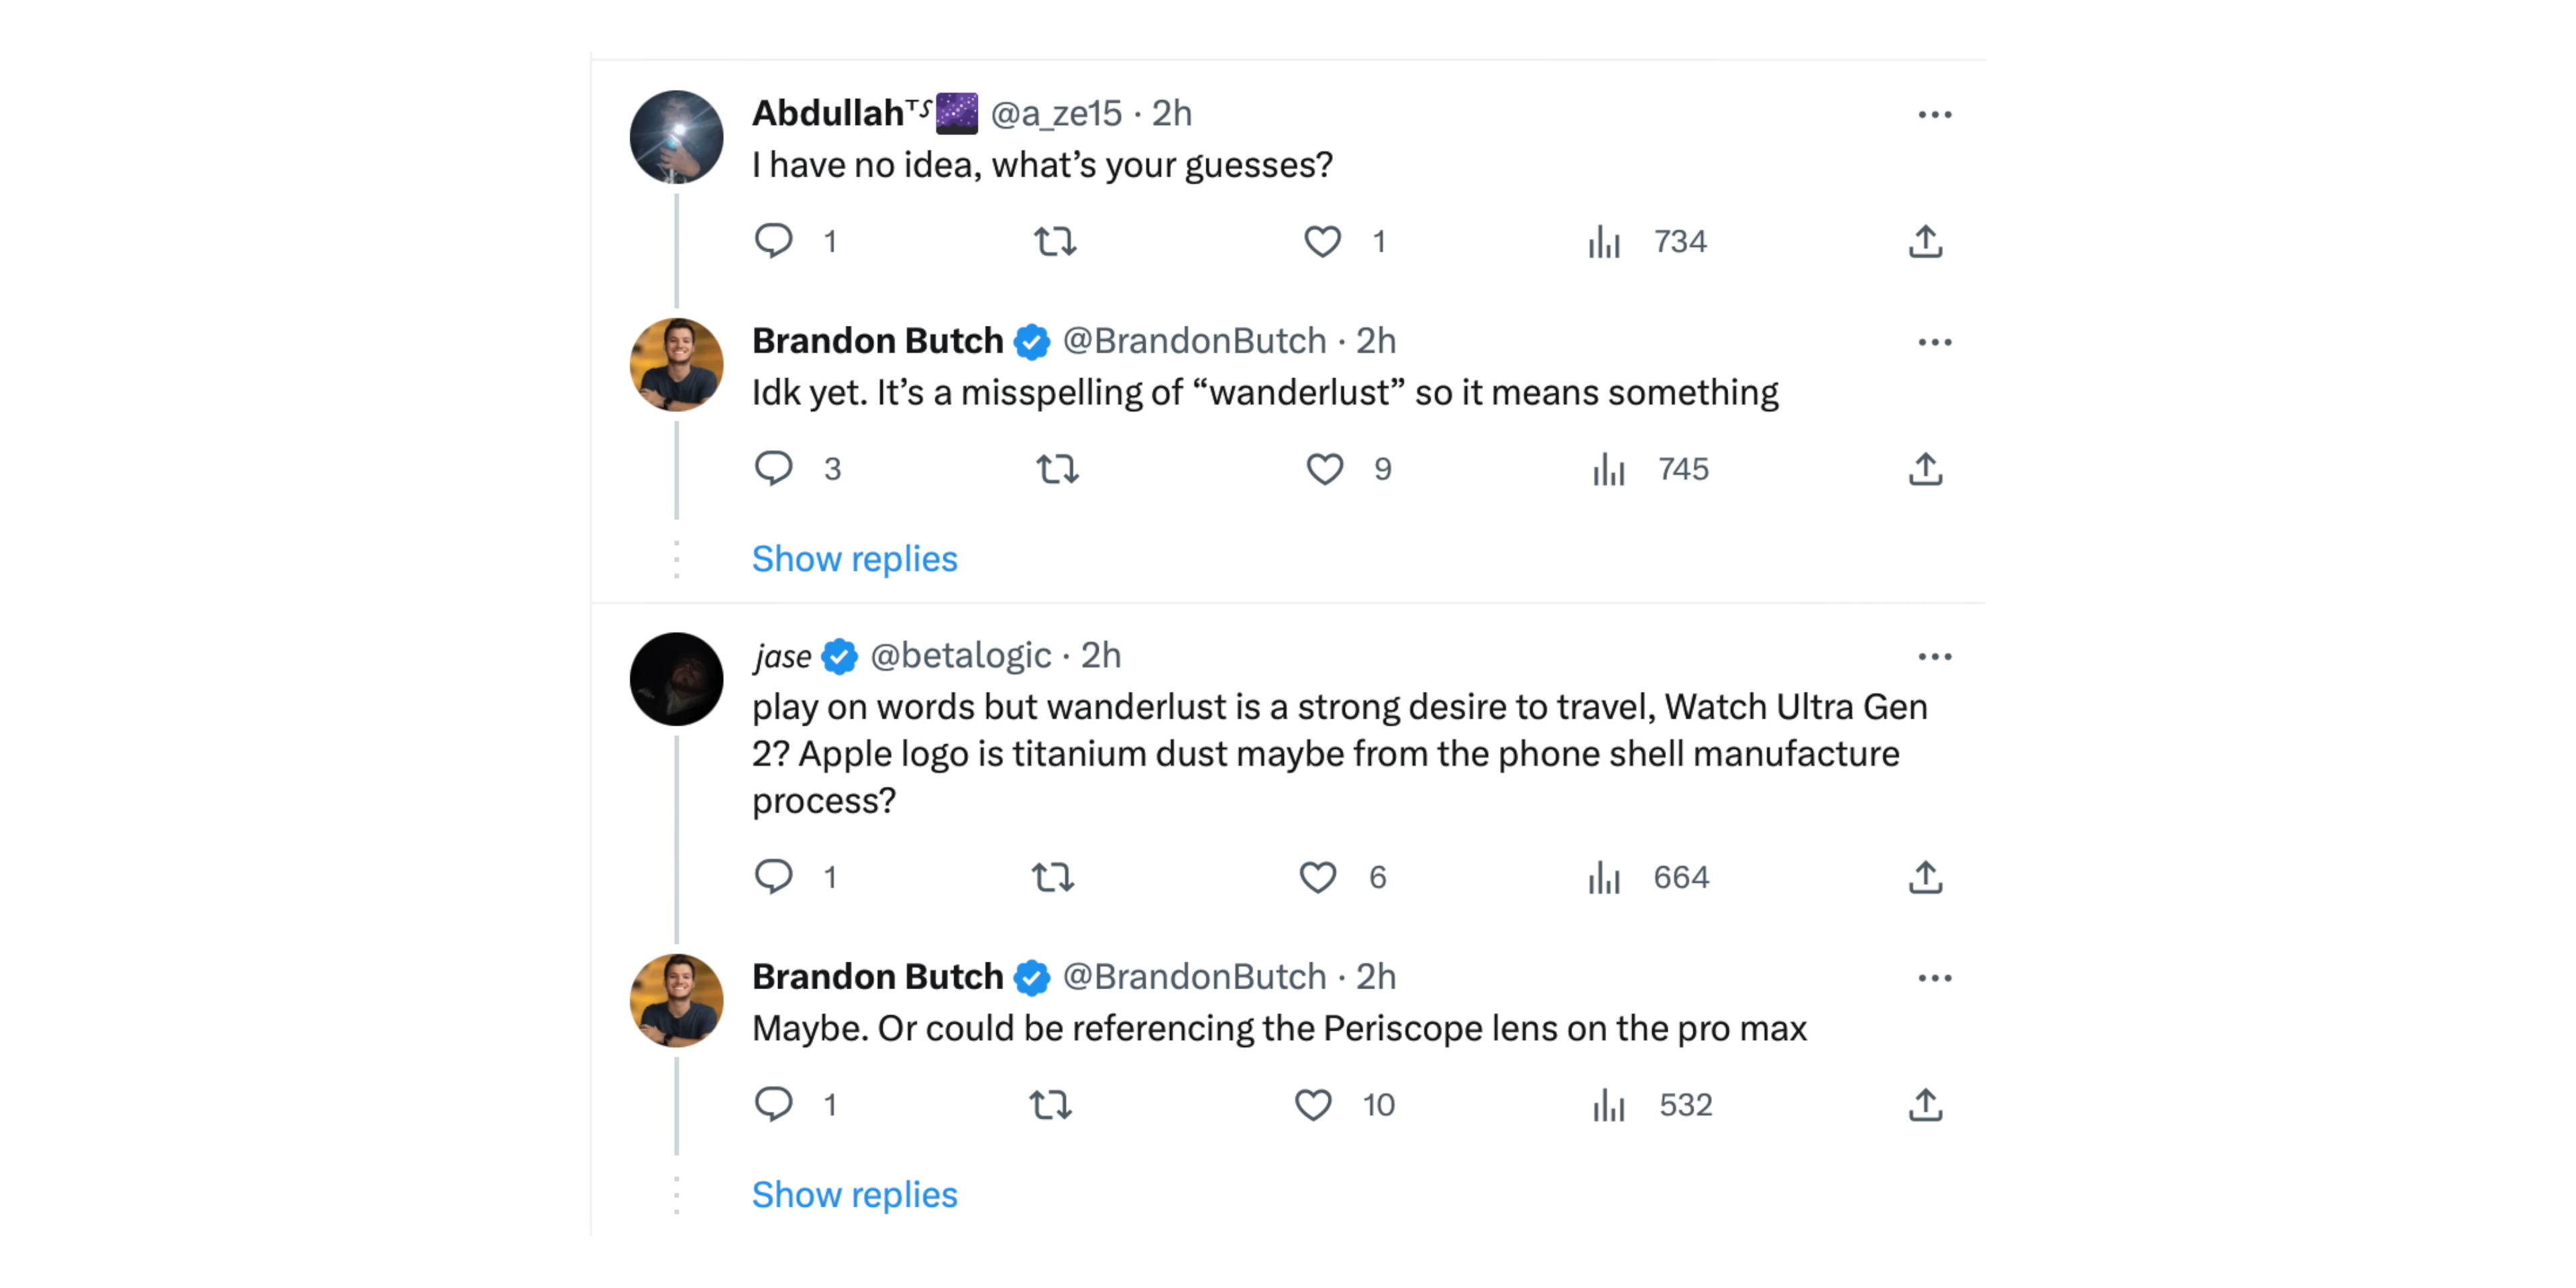 Abdullahᵀˢ🌌 @a_ze15 · 2h
I have no idea, what’s your guesses?
1 1 734
Brandon Butch @BrandonButch · 2h
Idk yet. It’s a misspelling of “wanderlust” so it means something
3 9 745
Show replies
jase @betalogic · 2h
play on words but wanderlust is a strong desire to travel, Watch Ultra Gen
2? Apple logo is titanium dust maybe from the phone shell manufacture
process?
1 6 664
Brandon Butch @BrandonButch · 2h
Maybe. Or could be referencing the Periscope lens on the pro max
1 10 532
Show replies